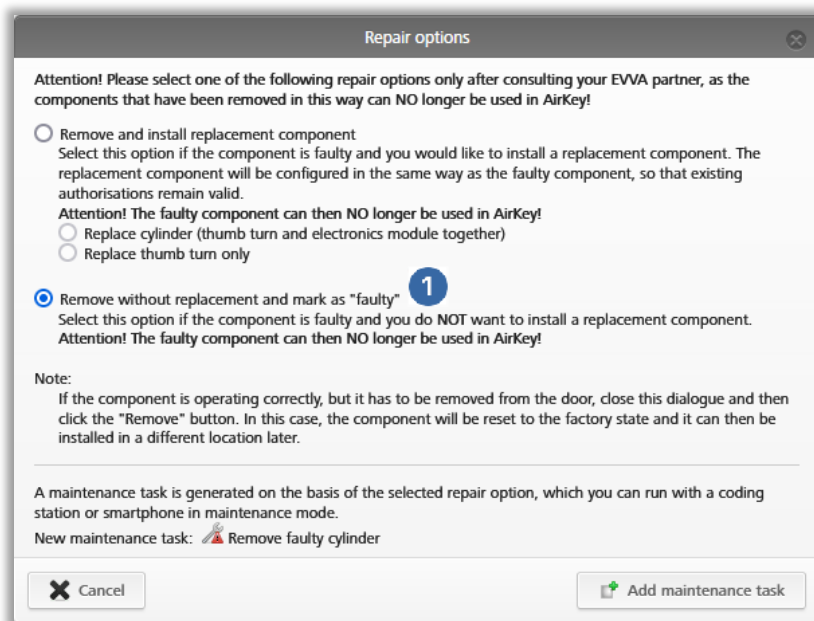 Repair options
Attention! Please select one of the following repair options only after consulting your EVVA partner, as the
components that have been removed in this way can NO longer be used in AirKey!
Remove and install replacement component
Select this option if the component is faulty and you would like to install a replacement component. The
replacement component will be configured in the same way as the faulty component, so that existing
authorisations remain valid.
Attention! The faulty component can then NO longer be used in AirKey!
Replace cylinder (thumb turn and electronics module together)
Replace thumb turn only
Remove without replacement and mark as "faulty" 1
Select this option if the component is faulty and you do NOT want to install a replacement component.
Attention! The faulty component can then NO longer be used in AirKey!
Note:
If the component is operating correctly, but it has to be removed from the door, close this dialogue and then
click the "Remove" button. In this case, the component will be reset to the factory state and it can then be
installed in a different location later.
A maintenance task is generated on the basis of the selected repair option, which you can run with a coding
station or smartphone in maintenance mode.
New maintenance task: Remove faulty cylinder
Cancel
Add maintenance task